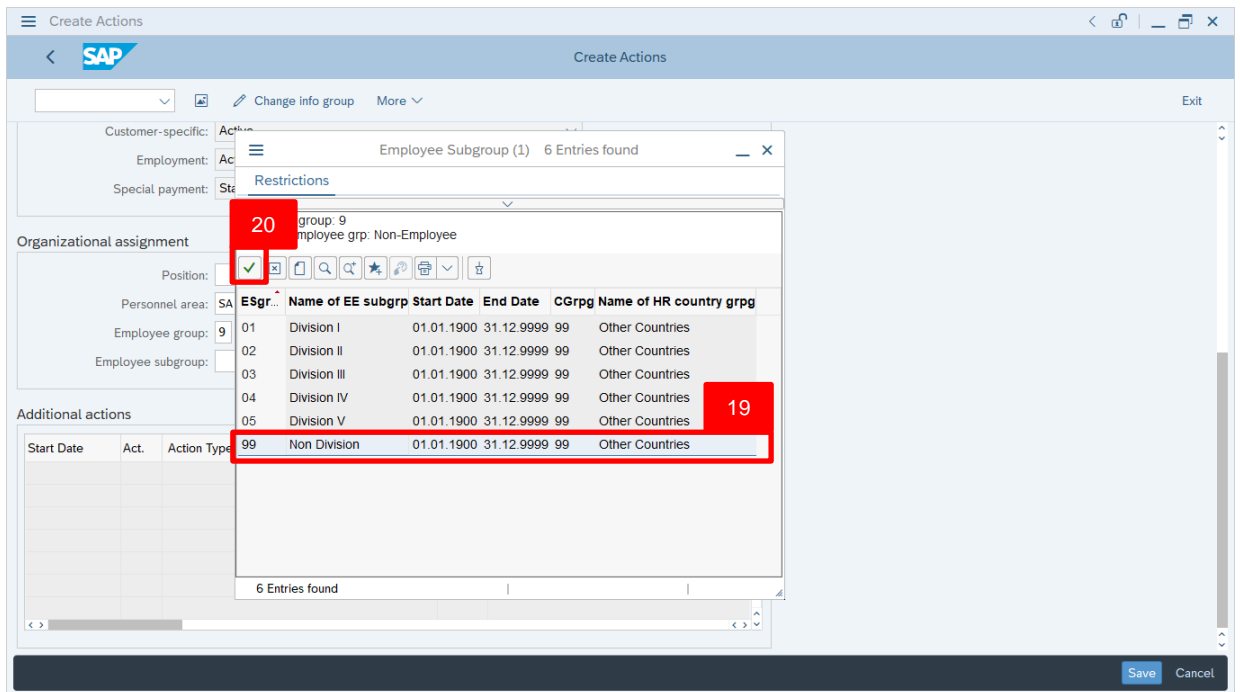 Create Actions
SAP Create Actions
Change info group More Exit
Customer-specific: Active
Employment: Ac
Special payment: Sta
Employee Subgroup (1) 6 Entries found
Restrictions
20
group: 9
mployee grp: Non-Employee
Organizational assignment
Position:
Personnel area: SA
Employee group: 9
Employee subgroup:
ESgr... Name of EE subgrp Start Date End Date CGrpg Name of HR country grpg
01 Division I 01.01.1900 31.12.9999 99 Other Countries
02 Division II 01.01.1900 31.12.9999 99 Other Countries
03 Division III 01.01.1900 31.12.9999 99 Other Countries
04 Division IV 01.01.1900 31.12.9999 99 Other Countries
19
05 Division V 01.01.1900 31.12.9999 99 Other Countries
99 Non Division 01.01.1900 31.12.9999 99 Other Countries
Additional actions
Start Date Act. Action Type
6 Entries found
Save Cancel